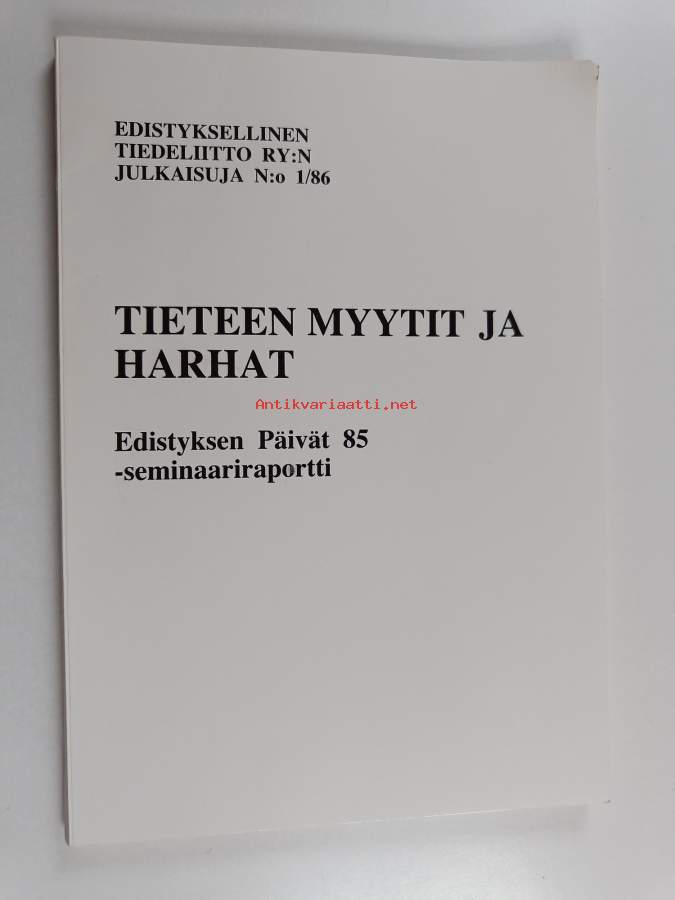 EDISTYKSELLINEN
TIEDELIITTO RY:N
JULKAISUJA N:o 1/86
TIETEEN MYYTIT JA
HARHAT
Antikvariaatti.net
Edistyksen Päivät 85
-seminaariraportti